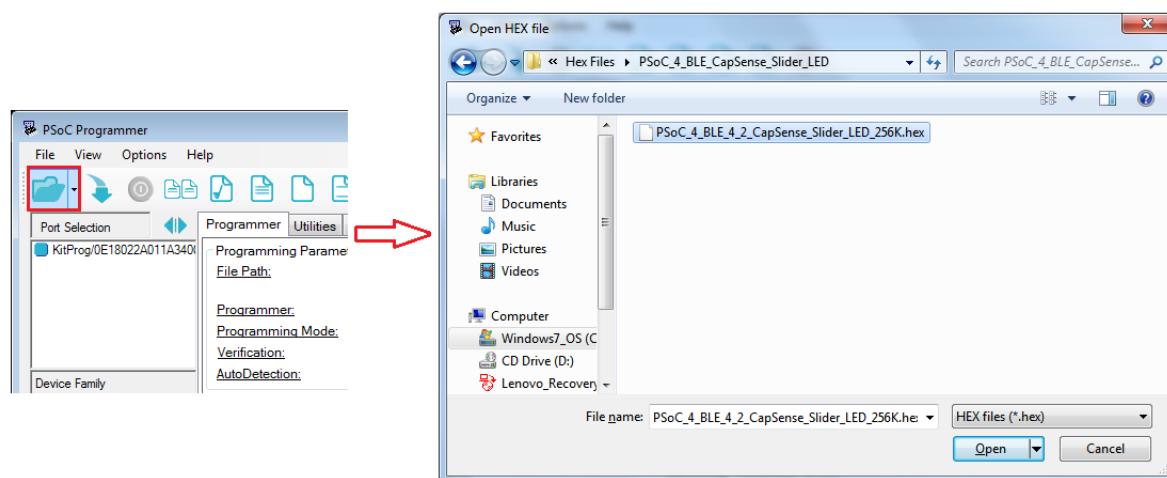 PSoC Programmer
File View Options Help
Port Selection
Programmer Utilities
KitProg/0E18022A011A340
Programming Parame
File Path:
Programmer:
Programming Mode:
Verification:
AutoDetection:
Device Family
Open HEX file
« Hex Files PSoC_4_BLE_CapSense_Slider_LED
Search PSoC_4_BLE_CapSense...
Organize New folder
Favorites
Libraries
Documents
Music
Pictures
Videos
Computer
Windows7_OS (C
CD Drive (D:)
Lenovo_Recovery
PSoC_4_BLE_4_2_CapSense_Slider_LED_256K.hex
File name: PSoC_4_BLE_4_2_CapSense_Slider_LED_256K.he
HEX files (*.hex)
Open Cancel